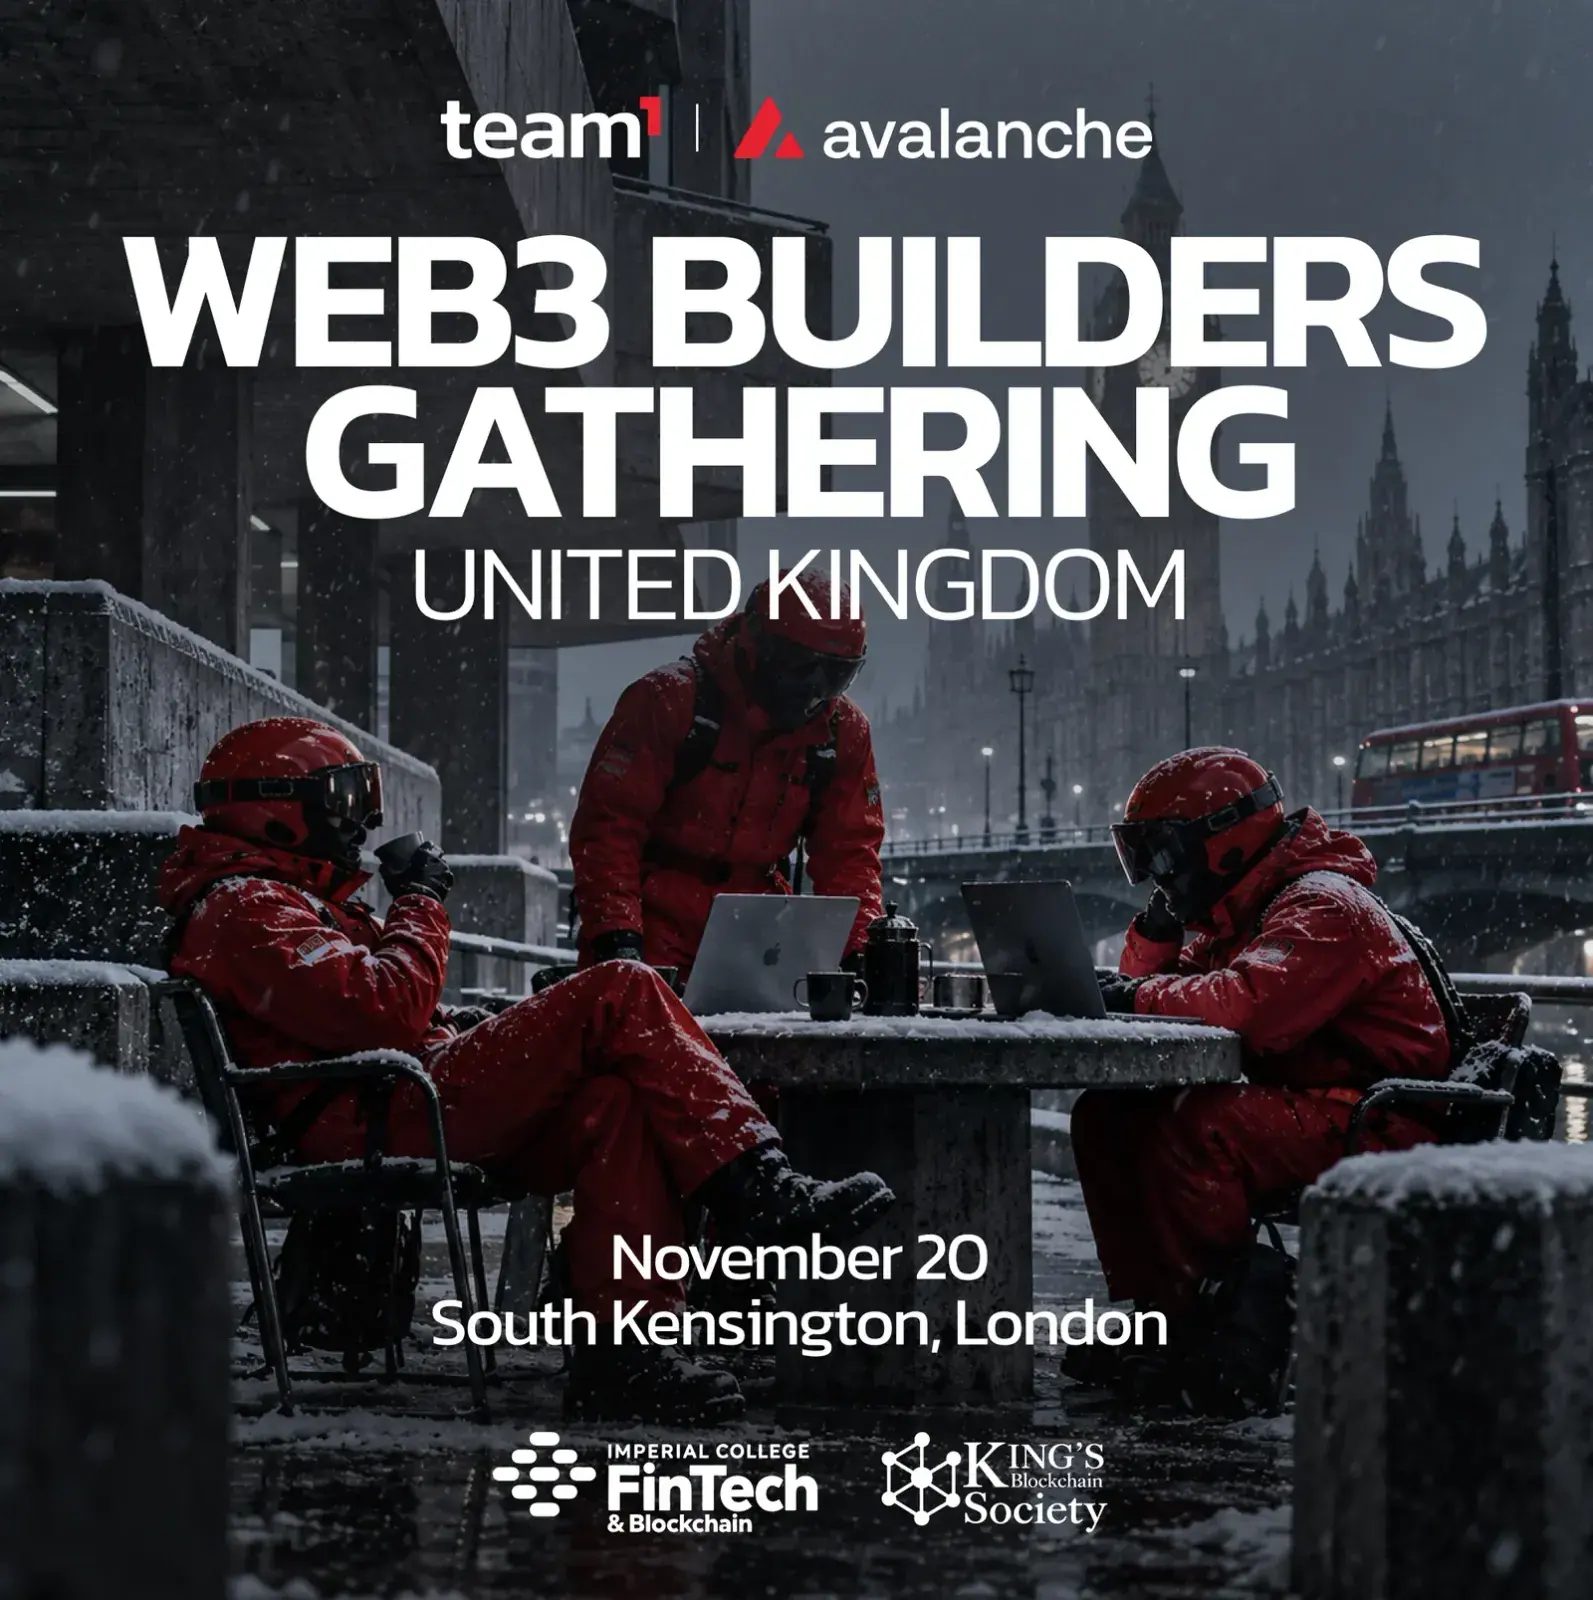 team1 | avalanche
WEB3 BUILDERS
GATHERING
UNITED KINGDOM
November 20
South Kensington, London
IMPERIAL COLLEGE
FinTech
& Blockchain
KING'S
Blockchain
Society